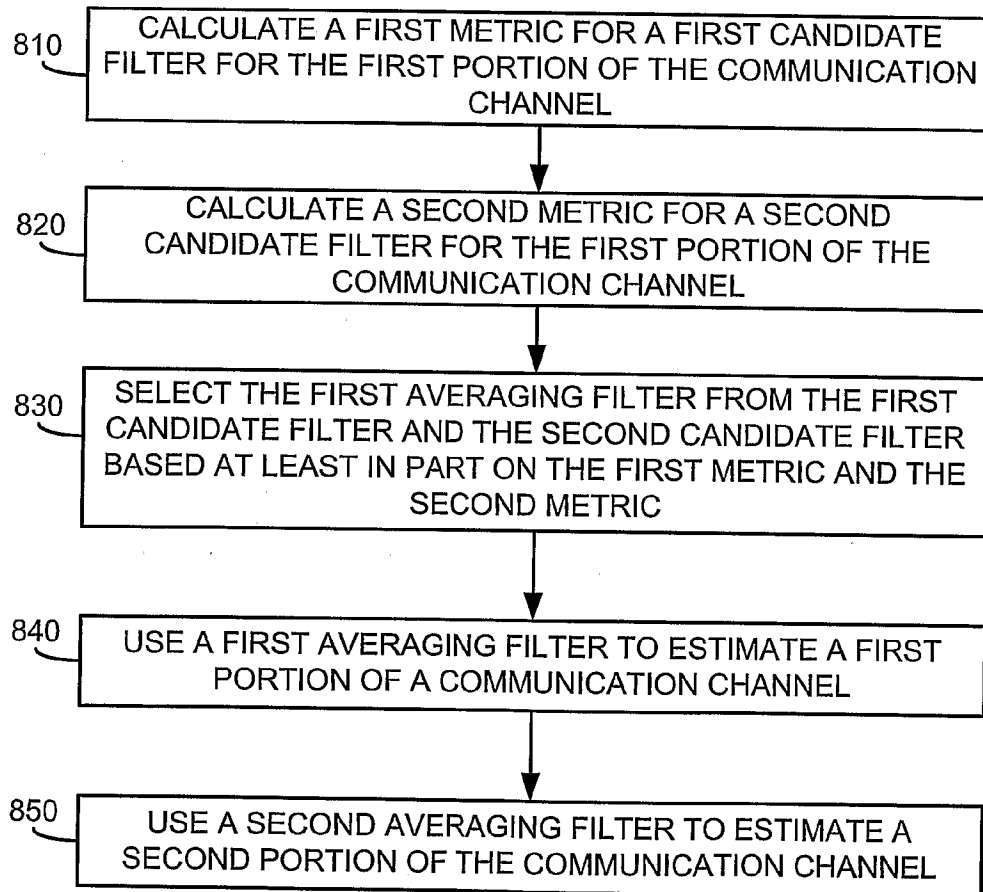 810
CALCULATE A FIRST METRIC FOR A FIRST CANDIDATE
FILTER FOR THE FIRST PORTION OF THE COMMUNICATION
CHANNEL
820
CALCULATE A SECOND METRIC FOR A SECOND
CANDIDATE FILTER FOR THE FIRST PORTION OF THE
COMMUNICATION CHANNEL
830
SELECT THE FIRST AVERAGING FILTER FROM THE FIRST
CANDIDATE FILTER AND THE SECOND CANDIDATE FILTER
BASED AT LEAST IN PART ON THE FIRST METRIC AND THE
SECOND METRIC
840
USE A FIRST AVERAGING FILTER TO ESTIMATE A FIRST
PORTION OF A COMMUNICATION CHANNEL
850
USE A SECOND AVERAGING FILTER TO ESTIMATE A
SECOND PORTION OF THE COMMUNICATION CHANNEL